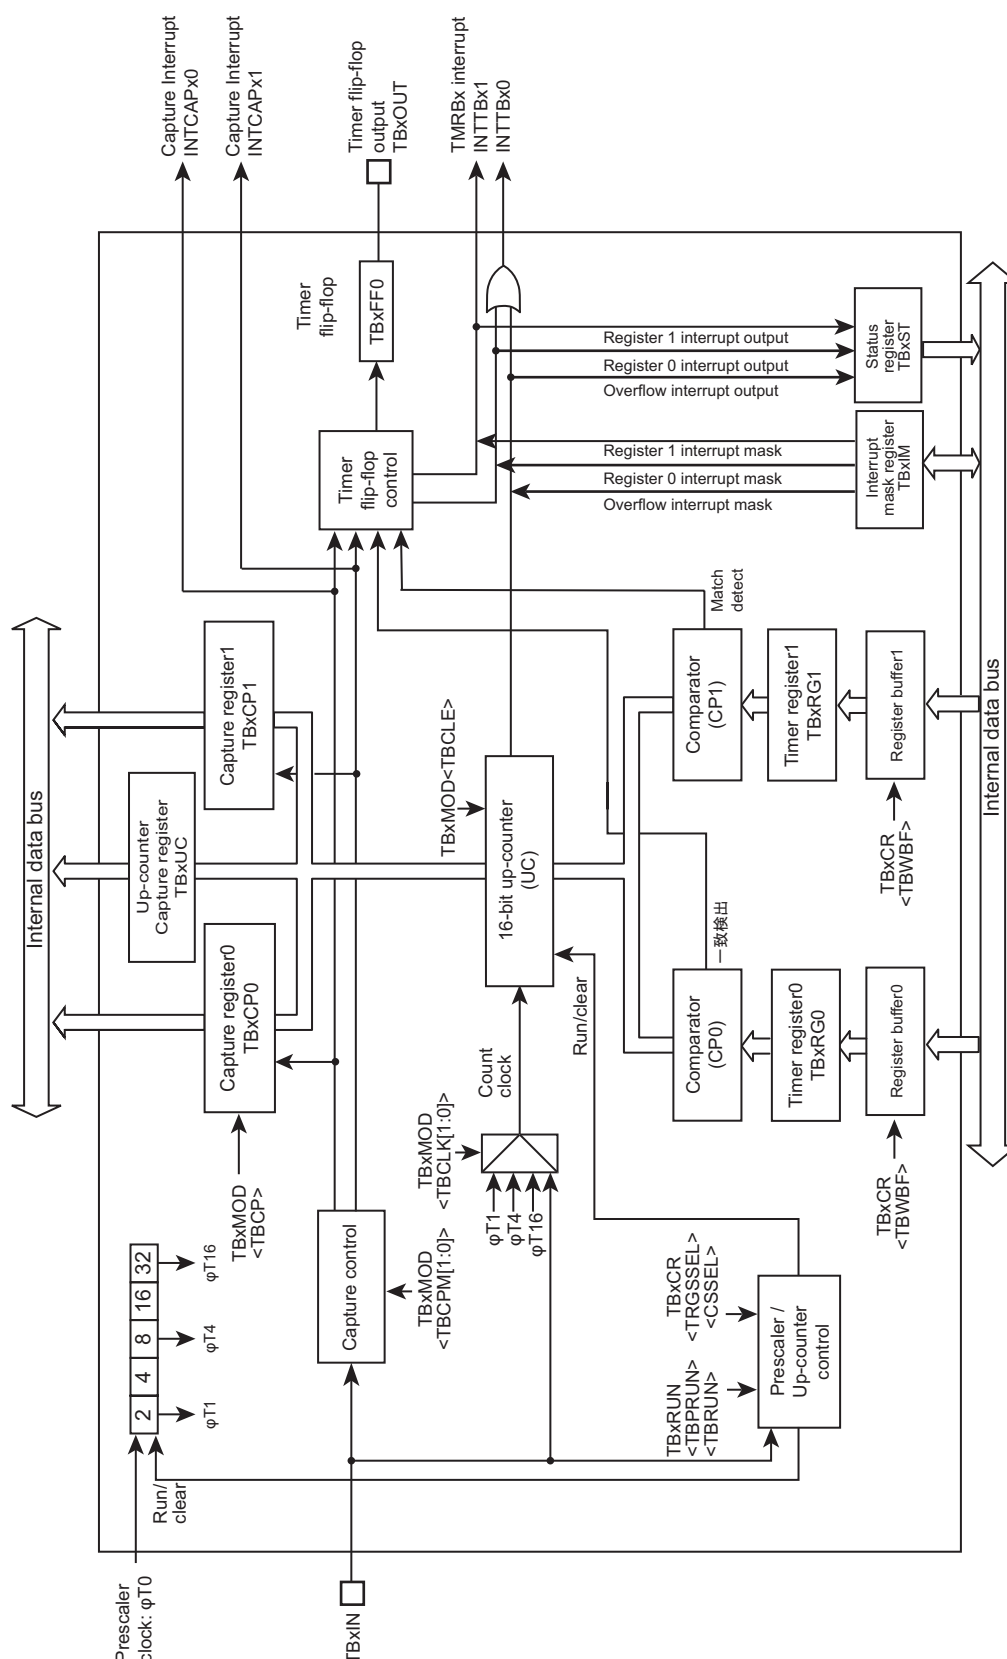 Internal data bus
Prescaler
clock: φT0
Run/
clear
2
4
8
16
32
φT1
φT4
φT16
TBxMOD
<TBCP>
Capture register0
TBxCP0
Up-counter
Capture register
TBxUC
Capture register1
TBxCP1
Capture Interrupt
INTCAPx0
Capture Interrupt
INTCAPx1
TBxIN
Capture control
TBxMOD
<TBCPM[1:0]>
Timer
flip-flop
control
Timer
flip-flop
TBxFF0
Timer flip-flop
output
TBxOUT
TBxMOD
<TBCLK[1:0]>
φT1
φT4
φT16
Count
clock
TBxMOD<TBCLE>
16-bit up-counter
(UC)
TMRBx interrupt
INTTBx1
INTTBx0
Run/clear
TBxRUN
<TBPRUN>
<TBRUN>
TBxCR
<TRGSSEL>
<CSSEL>
Prescaler /
Up-counter
control
Comparator
(CP0)
一致検出
Comparator
(CP1)
Match
detect
Register 1 interrupt mask
Register 0 interrupt mask
Overflow interrupt mask
Register 1 interrupt output
Register 0 interrupt output
Overflow interrupt output
Timer register0
TBxRG0
Timer register1
TBxRG1
TBxCR
<TBWBF>
Register buffer0
TBxCR
<TBWBF>
Register buffer1
Interrupt
mask register
TBxIM
Status
register
TBxST
Internal data bus